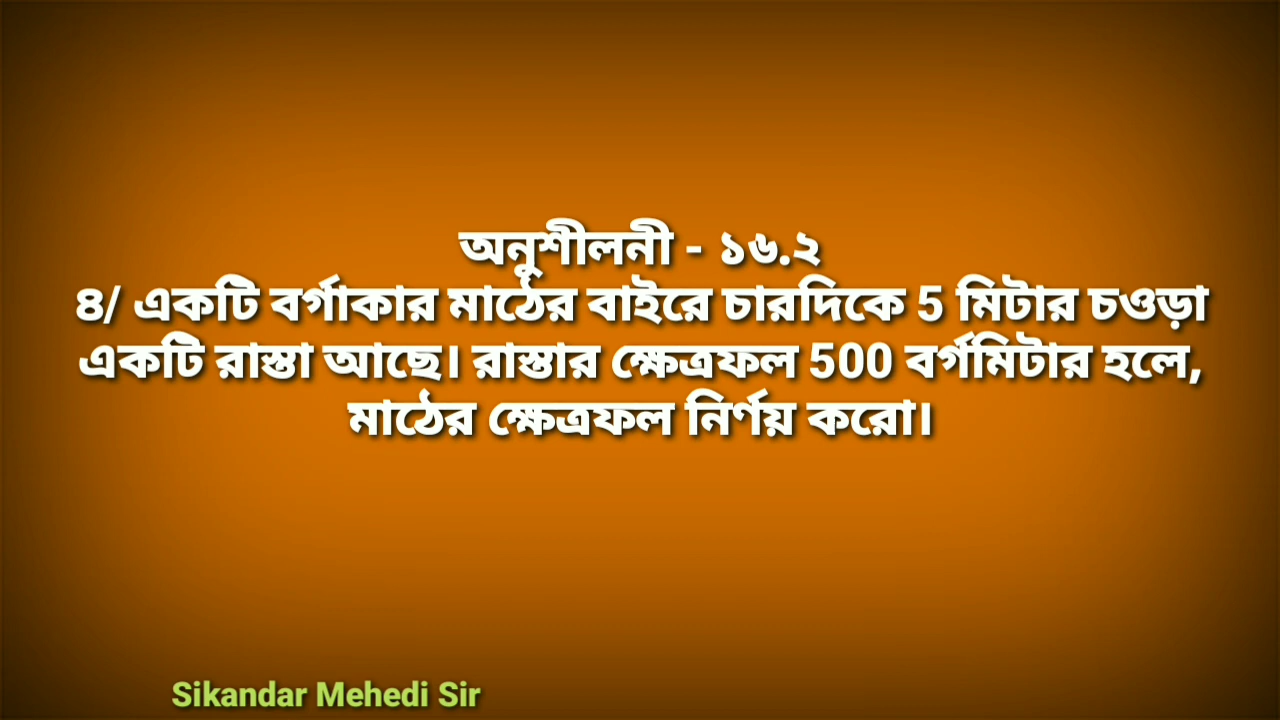 অনুশীলনী - ১৬.২
৪/ একটি বর্গাকার মাঠের বাইরে চারদিকে 5 মিটার চওড়া
একটি রাস্তা আছে। রাস্তার ক্ষেত্রফল 500 বর্গমিটার হলে,
মাঠের ক্ষেত্রফল নির্ণয় করো।
Sikandar Mehedi Sir